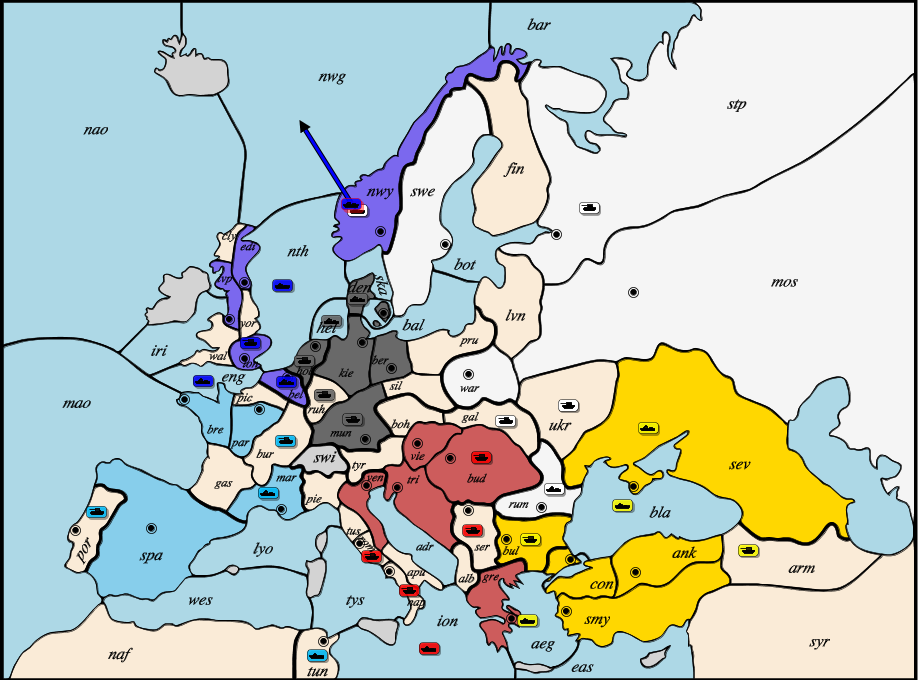 bar
nwg
stp
nao
fin
nwy
swe
nth
edi
cly
lvp
ska
den
bot
mos
hel
bal
lvn
yor
iri
wal
lon
eng
pru
ber
kie
hol
bel
sil
war
mao
pic
ruh
bre
par
boh
gal
ukr
mun
bur
swi
vie
tyr
sev
gas
mar
ven
tri
bud
pie
rum
bla
por
spa
tus
lyo
adr
ser
bul
ank
arm
apu
alb
con
wes
tys
nap
gre
smy
ion
aeg
syr
naf
tun
eas